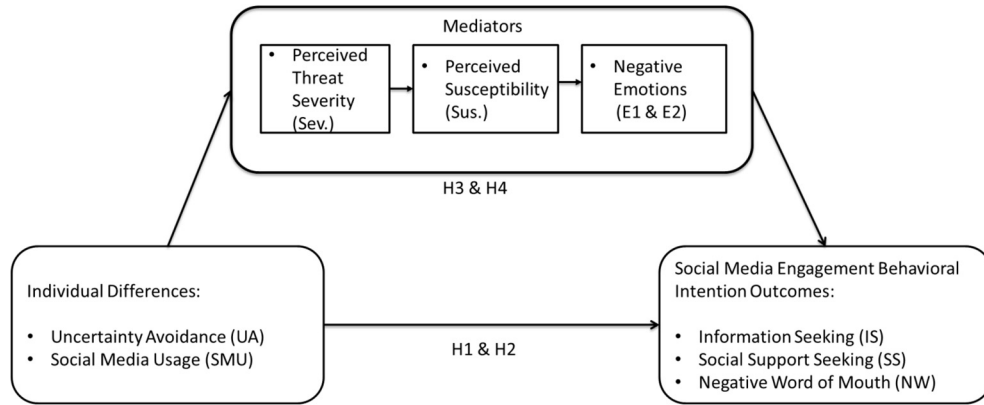 Mediators
• Perceived
Threat
Severity
(Sev.)
• Perceived
Susceptibility
(Sus.)
• Negative
Emotions
(E1 & E2)
H3 & H4
Individual Differences:
• Uncertainty Avoidance (UA)
• Social Media Usage (SMU)
H1 & H2
Social Media Engagement Behavioral
Intention Outcomes:
• Information Seeking (IS)
• Social Support Seeking (SS)
• Negative Word of Mouth (NW)